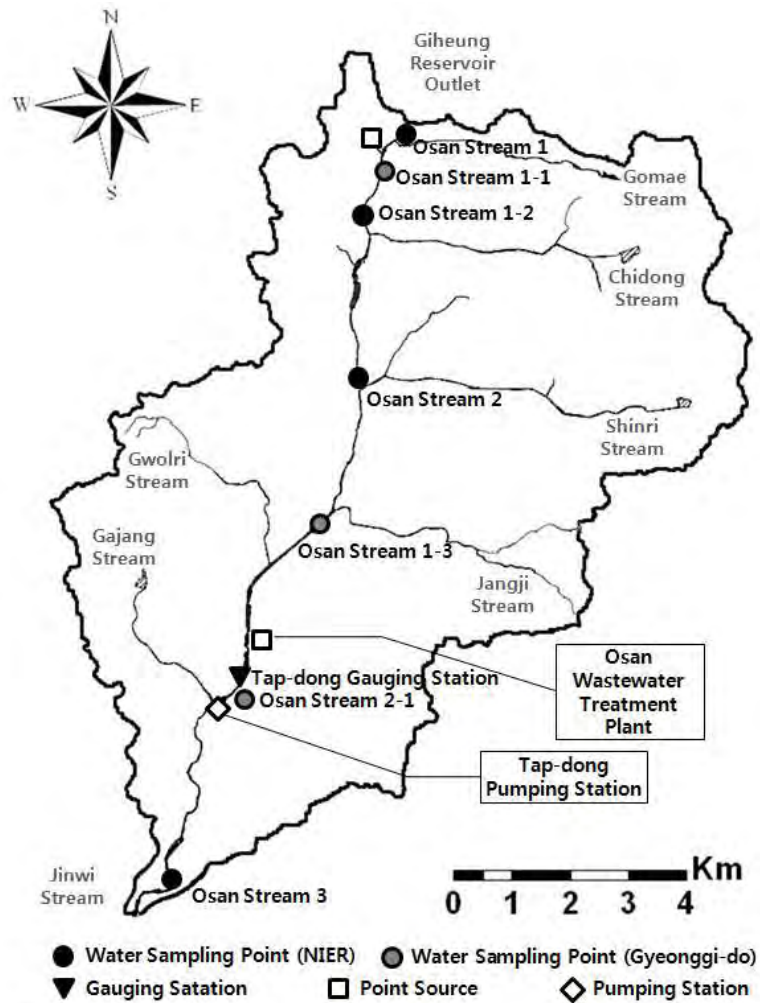 N
Giheung
Reservoir
Outlet
W
E
S
Osan Stream 1
Osan Stream 1-1
Gomae
Stream
Osan Stream 1-2
Chidong
Stream
Osan Stream 2
Shinri
Stream
Gwolri
Stream
Gajang
Stream
Osan Stream 1-3
Jangji
Stream
Tap-dong Gauging Station
Osan Stream 2-1
Osan
Wastewater
Treatment
Plant
Tap-dong
Pumping Station
Jinwi
Stream
Osan Stream 3
Km
0 1 2 3 4
Water Sampling Point (NIER) Water Sampling Point (Gyeonggi-do)
Gauging Satation Point Source Pumping Station